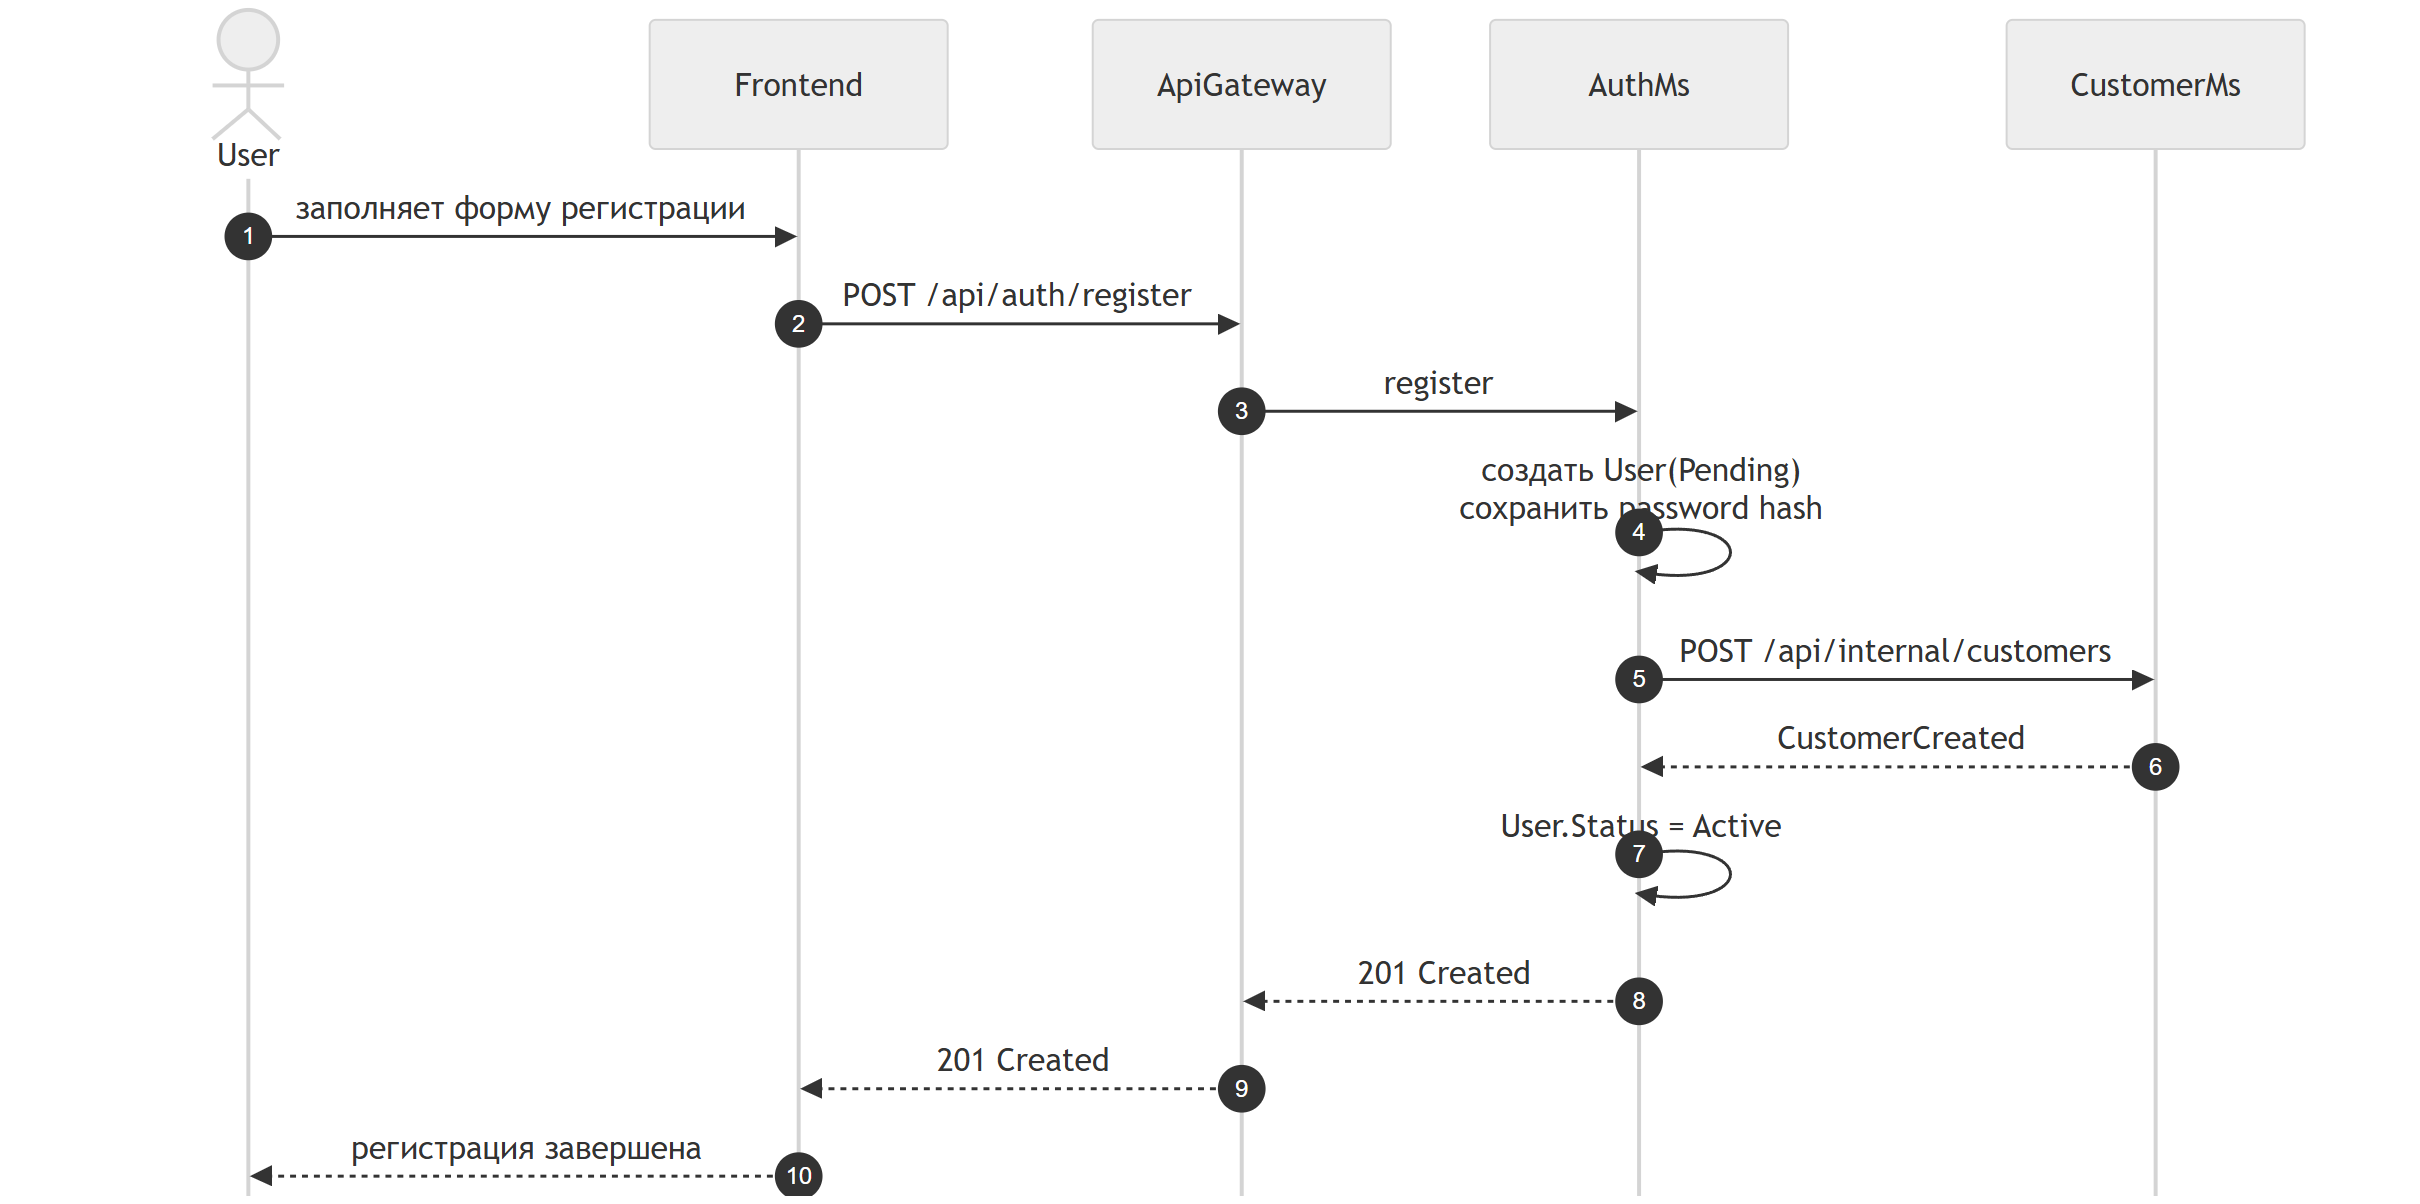 User
Frontend
ApiGateway
AuthMs
CustomerMs
заполняет форму регистрации
1
POST /api/auth/register
2
register
3
создать User(Pending)
сохранить password hash
4
POST /api/internal/customers
5
CustomerCreated
6
User.Status = Active
7
201 Created
8
201 Created
9
регистрация завершена
10